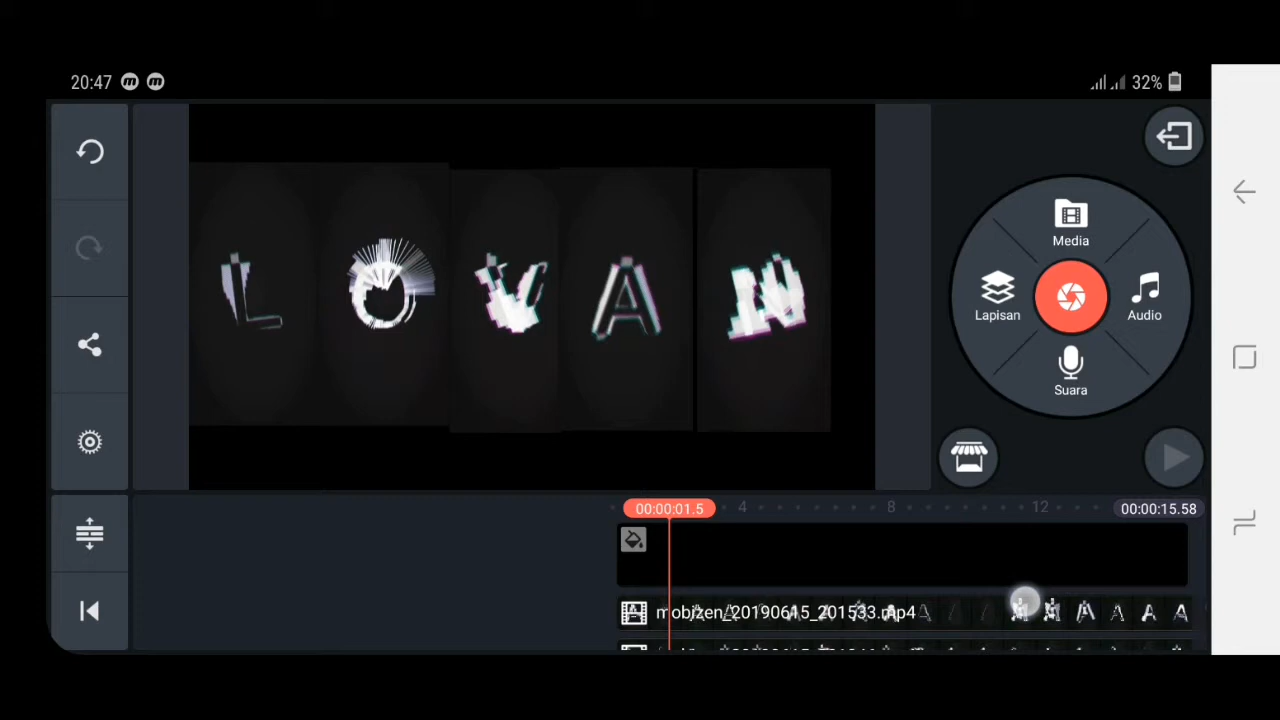 20:47
32%
L O V A N
Media
Lapisan
Audio
Suara
00:00:01.5
4
8
12
00:00:15.58
mobizen_20190615_201533.mp4